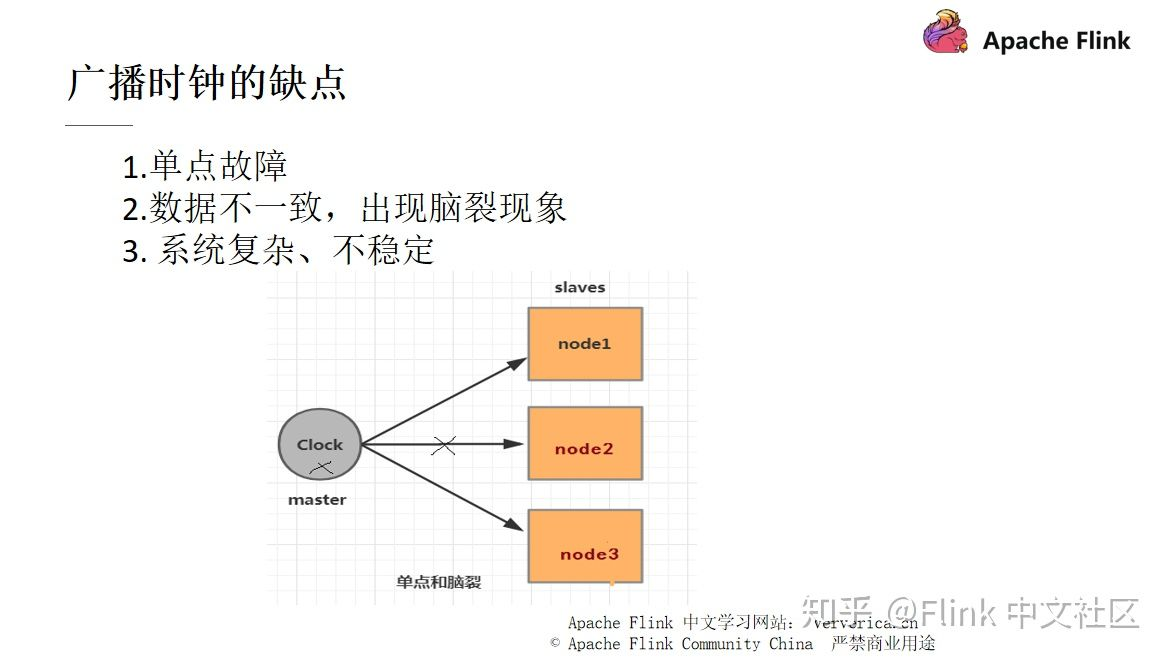 Apache Flink
广播时钟的缺点
1.单点故障
2.数据不一致，出现脑裂现象
3. 系统复杂、不稳定
slaves
node1
Clock
node2
master
node3
单点和脑裂
Apache Flink 中文学习网站： ververica.cn
© Apache Flink Community China 严禁商业用途
知乎 @Flink 中文社区